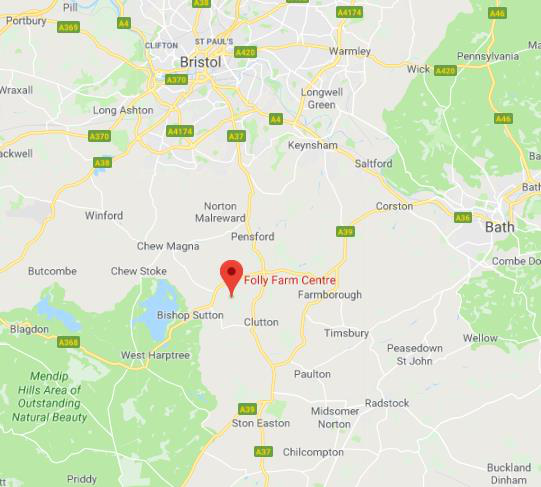 Pill
A38
A4174
A46
Portbury
A369
A4
CLIFTON
ST PAUL'S
A420
Warmley
Pennsylvania
Bristol
Wick
A420
A370
Wraxall
Longwell
Green
Long Ashton
A4
A46
A4174
A37
A370
Keynsham
ackwell
A38
Saltford
Bath
Norton
Malreward
Corston
A36
Winford
Bath
A39
Pensford
Chew Magna
Combe Do
Butcombe
Chew Stoke
Folly Farm Centre
Farmborough
Bishop Sutton
Clutton
Blagdon
Timsbury
A368
Wellow
West Harptree
Peasedown
St John
Mendip
Hills Area of
Outstanding
Natural Beauty
Paulton
Radstock
A39
Midsomer
Norton
Ston Easton
A37
Chilcompton
Buckland
Dinham
Priddy